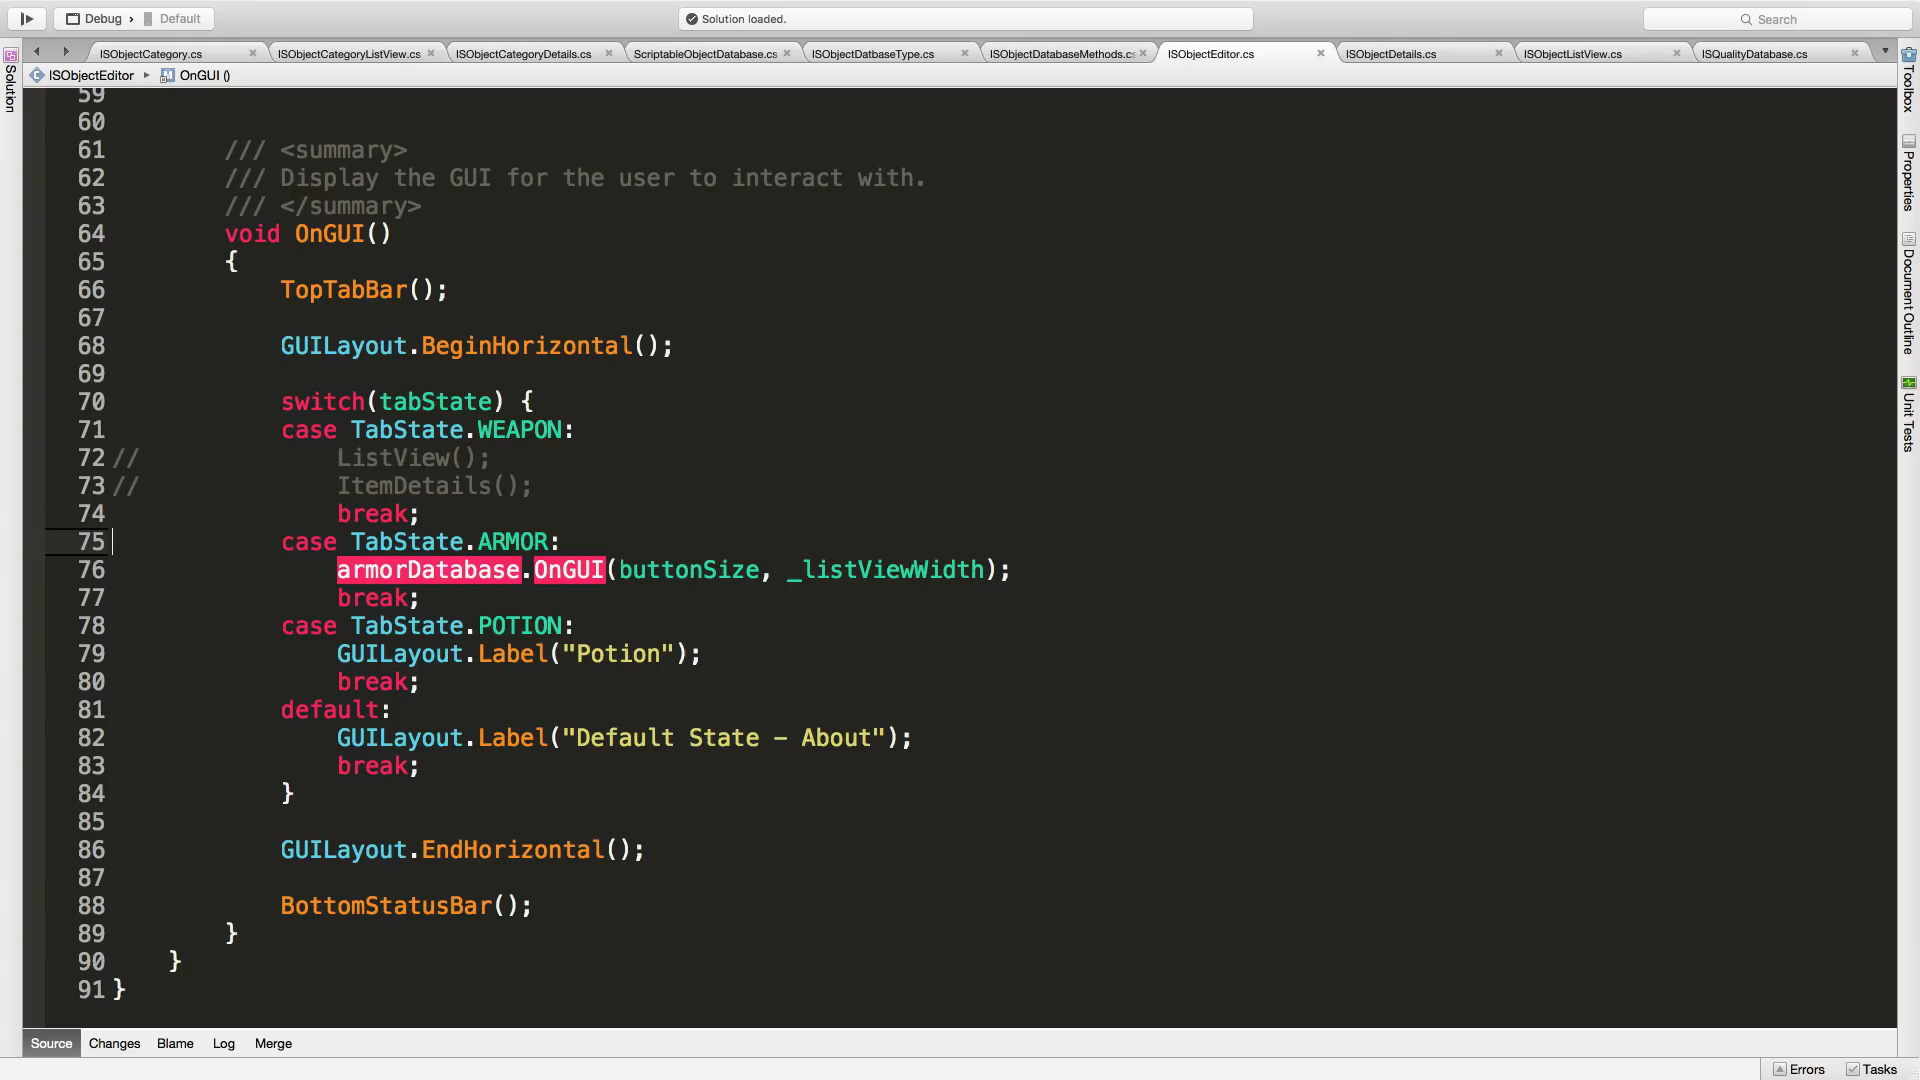 Debug › Default
Solution loaded.
Search
ISObjectCategory.cs
ISObjectCategoryListView.cs
ISObjectCategoryDetails.cs
ScriptableObjectDatabase.cs
ISObjectDatbaseType.cs
ISObjectDatabaseMethods.cs
ISObjectEditor.cs
ISObjectDetails.cs
ISObjectListView.cs
ISQualityDatabase.cs
ISObjectEditor
OnGUI ()
Solution
Toolbox
Properties
Document Outline
Unit Tests
59
60
61 /// <summary>
62 /// Display the GUI for the user to interact with.
63 /// </summary>
64 void OnGUI()
65 {
66 TopTabBar();
67
68 GUILayout.BeginHorizontal();
69
70 switch(tabState) {
71 case TabState.WEAPON:
72 // ListView();
73 // ItemDetails();
74 break;
75 case TabState.ARMOR:
76 armorDatabase.OnGUI(buttonSize, _listViewWidth);
77 break;
78 case TabState.POTION:
79 GUILayout.Label("Potion");
80 break;
81 default:
82 GUILayout.Label("Default State - About");
83 break;
84 }
85
86 GUILayout.EndHorizontal();
87
88 BottomStatusBar();
89 }
90 }
91 }
Source Changes Blame Log Merge
Errors Tasks